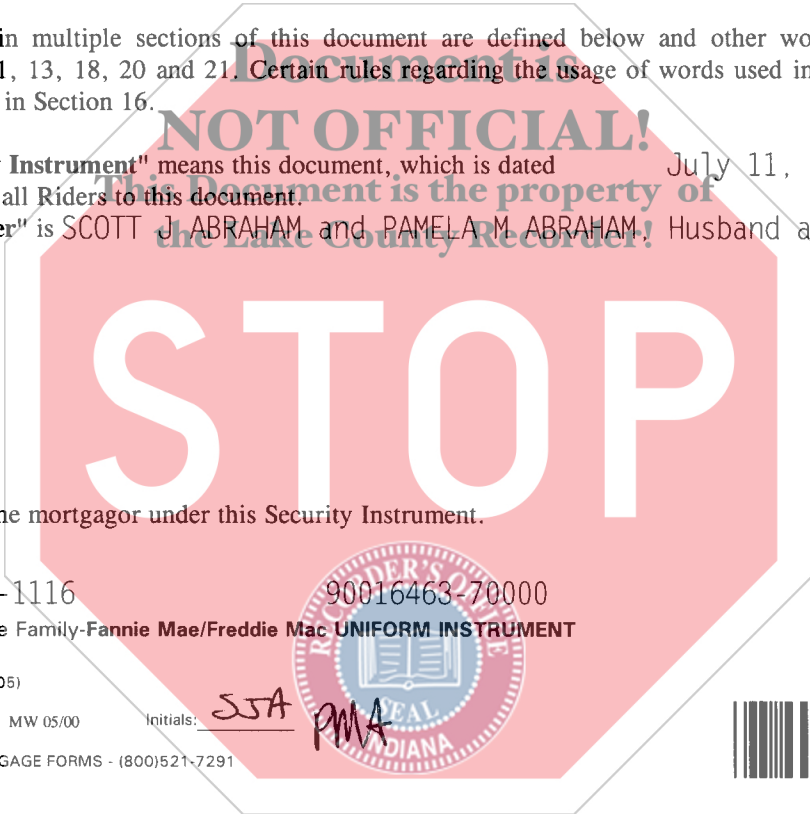 in multiple sections of this document are defined below and other wo
1, 13, 18, 20 and 21. Certain rules regarding the usage of words used in
in Section 16.
Document is
NOT OFFICIAL!
This Document is the property of
the Lake County Recorder!
Instrument" means this document, which is dated July 11,
all Riders to this document.
er" is SCOTT J ABRAHAM and PAMELA M ABRAHAM, Husband a
STOP
he mortgagor under this Security Instrument.
-1116 90016463-70000
e Family-Fannie Mae/Freddie Mac UNIFORM INSTRUMENT
05)
MW 05/00 Initials: SJA PMA
GAGE FORMS - (800)521-7291
RECORDER'S OFFICE
SEAL
INDIANA